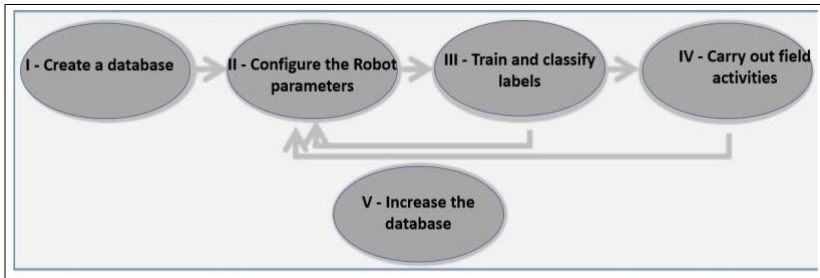 I - Create a database
II - Configure the Robot
parameters
III - Train and classify
labels
IV - Carry out field
activities
V - Increase the
database